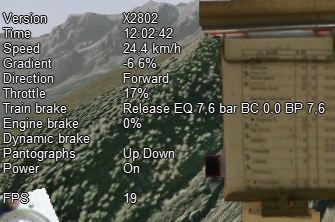 Version X2802
Time 12:02:42
Speed 24.4 km/h
Gradient -6.6%
Direction Forward
Throttle 17%
Train brake Release EQ 7,6 bar BC 0,0 BP 7,6
Engine brake 0%
Dynamic brake
Pantographs Up Down
Power On
FPS 19